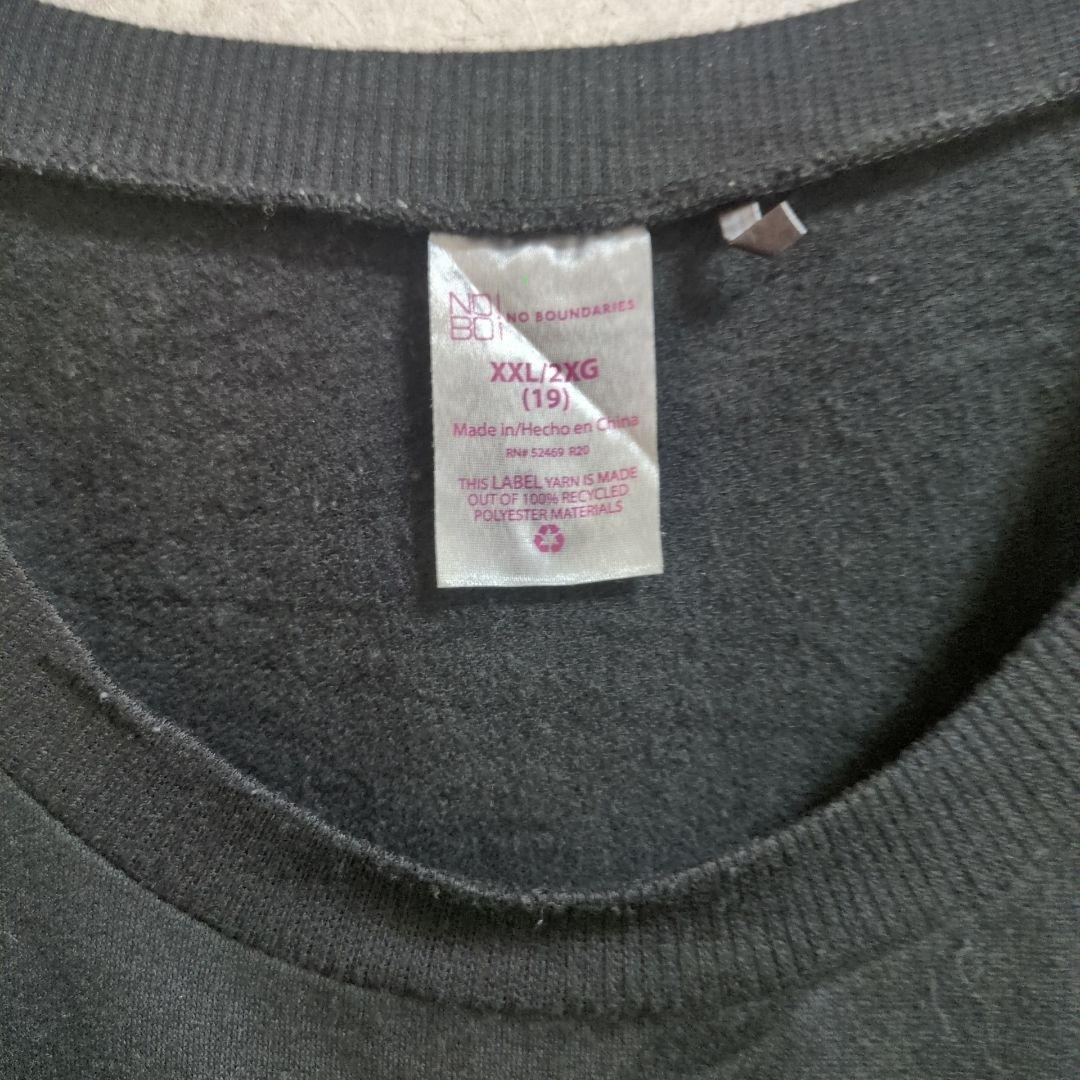 NO!
BO!
NO BOUNDARIES
XXL/2XG
(19)
Made in/Hecho en China
RN# 52469 R20
THIS LABEL YARN IS MADE
OUT OF 100% RECYCLED
POLYESTER MATERIALS